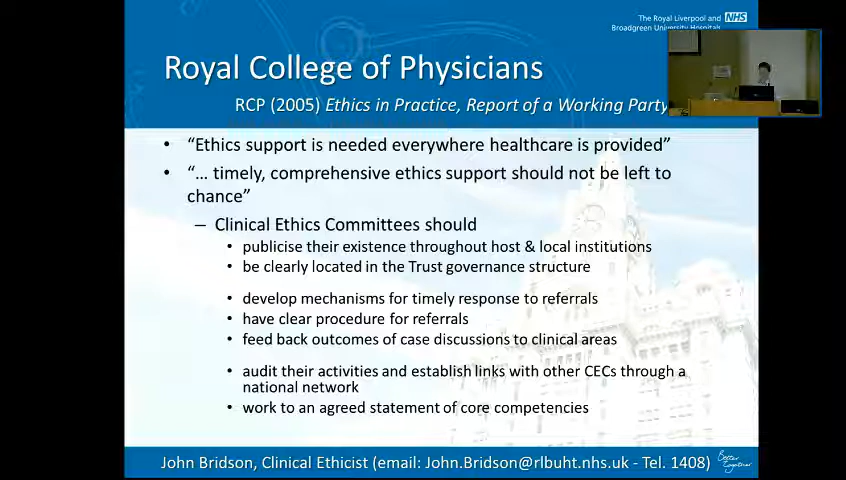 The Royal Liverpool and NHS
Broadgreen University Hospitals
Royal College of Physicians
RCP (2005) Ethics in Practice, Report of a Working Party
• “Ethics support is needed everywhere healthcare is provided”
• “… timely, comprehensive ethics support should not be left to
chance”
– Clinical Ethics Committees should
• publicise their existence throughout host & local institutions
• be clearly located in the Trust governance structure
• develop mechanisms for timely response to referrals
• have clear procedure for referrals
• feed back outcomes of case discussions to clinical areas
• audit their activities and establish links with other CECs through a
national network
• work to an agreed statement of core competencies
John Bridson, Clinical Ethicist (email: John.Bridson@rlbuht.nhs.uk - Tel. 1408)
Better
Together